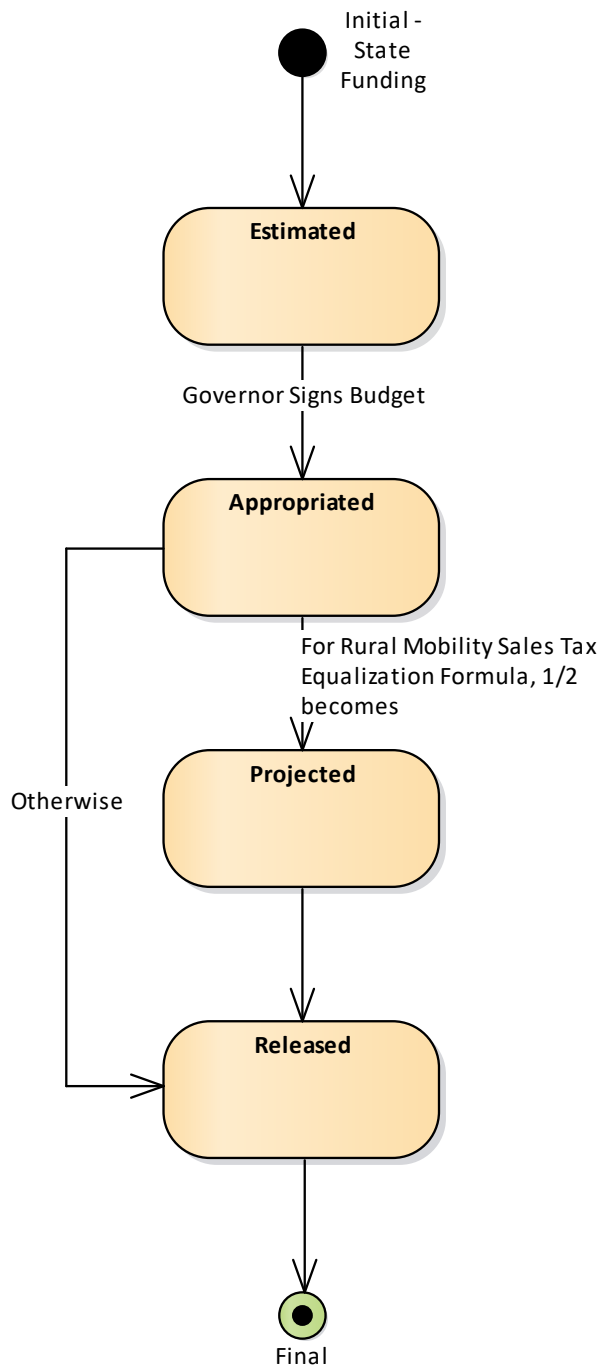 Initial -
State
Funding
Estimated
Governor Signs Budget
Appropriated
For Rural Mobility Sales Tax
Equalization Formula, 1/2
becomes
Projected
Otherwise
Released
Final